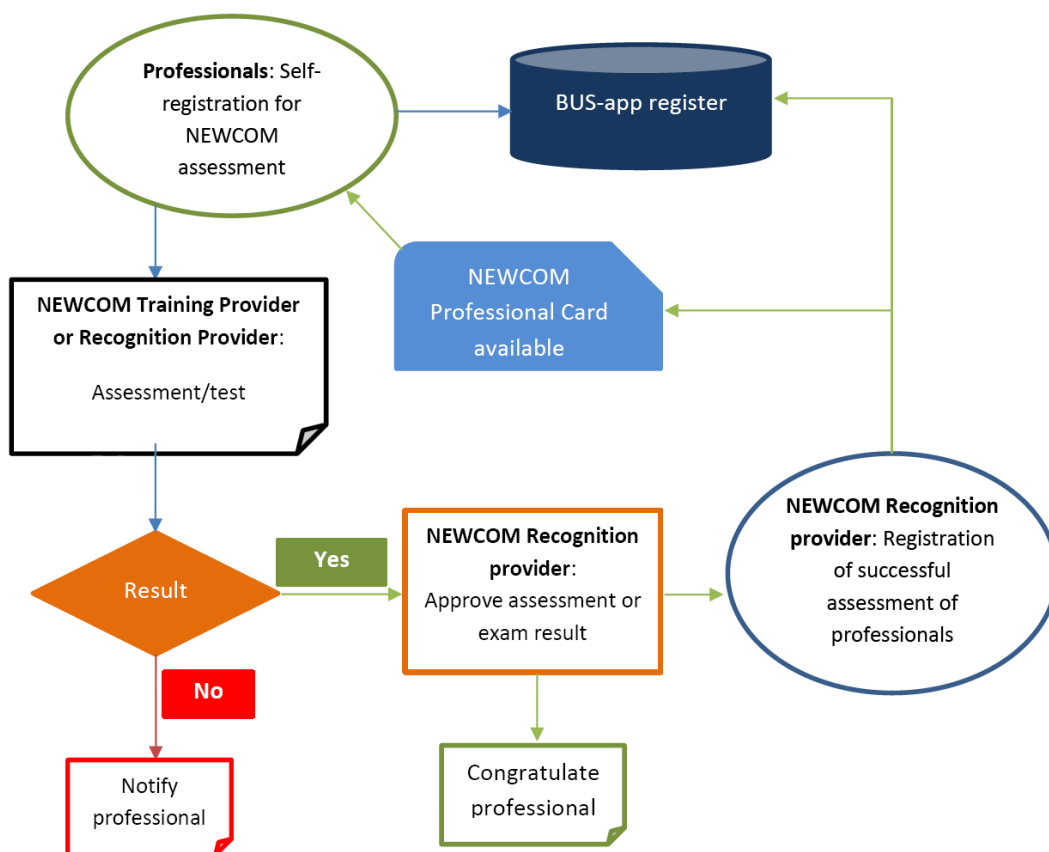 Professionals: Self-
registration for
NEWCOM
assessment
BUS-app register
NEWCOM
Professional Card
available
NEWCOM Training Provider
or Recognition Provider:
Assessment/test
Result
Yes
No
NEWCOM Recognition
provider:
Approve assessment or
exam result
NEWCOM Recognition
provider: Registration
of successful
assessment of
professionals
Notify
professional
Congratulate
professional